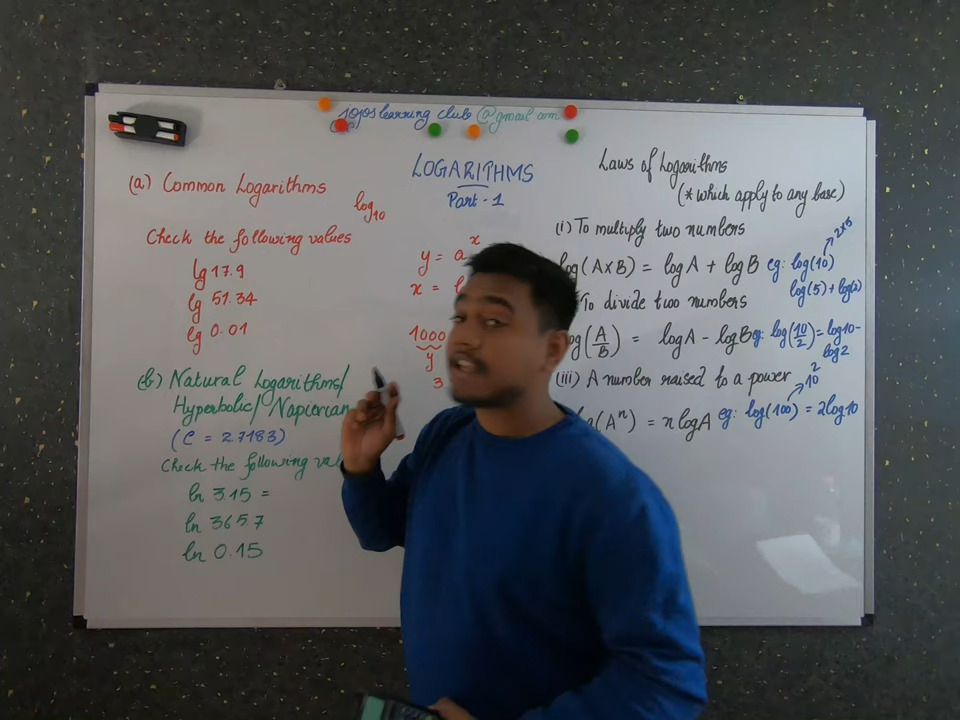 10jos learning club @gmail.com
LOGARITHMS
Part - 1
(a) Common Logarithms
log10
Check the following values
lg 17.9
lg 51.34
lg 0.01
(b) Natural Logarithms/
Hyperbolic/Napierian
(e = 2.7183)
Check the following
ln 3.15 =
ln 365.7
ln 0.15
y = a^x
x =
1000
y
3
Laws of Logarithms
(* which apply to any base)
(i) To multiply two numbers
log(A×B) = log A + log B eg: log(10) → 2×5
log(5) + log(2)
To divide two numbers
log(A/B) = log A - log B eg: log(10/2) = log10 -
log2
(iii) A number raised to a power
(A^n) = n log A eg: log(100) → 10^2 = 2log10